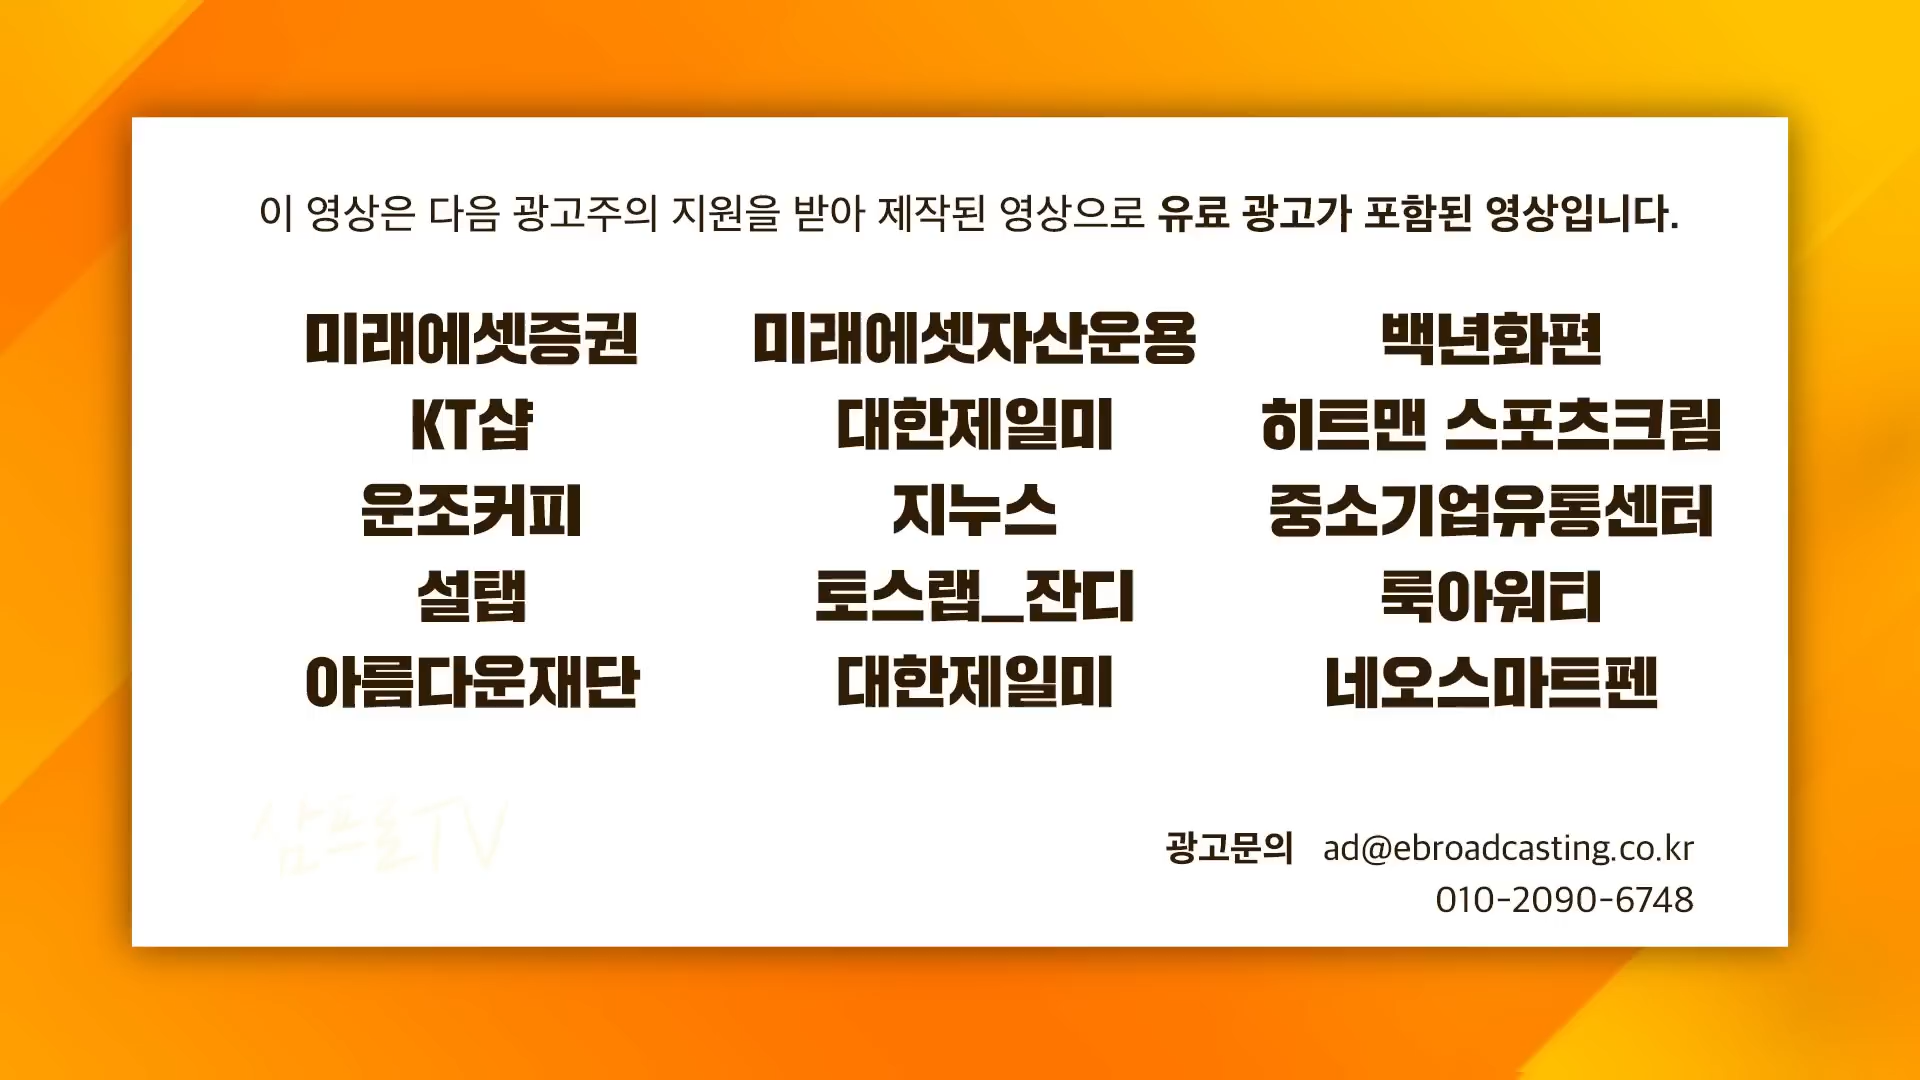 이 영상은 다음 광고주의 지원을 받아 제작된 영상으로 유료 광고가 포함된 영상입니다.
미래에셋증권 미래에셋자산운용 백년화편
KT샵 대한제일미 히트맨 스포츠크림
운조커피 지누스 중소기업유통센터
설탭 토스랩_잔디 룩아워티
아름다운재단 대한제일미 네오스마트펜
삼프로TV
광고문의 ad@ebroadcasting.co.kr
010-2090-6748